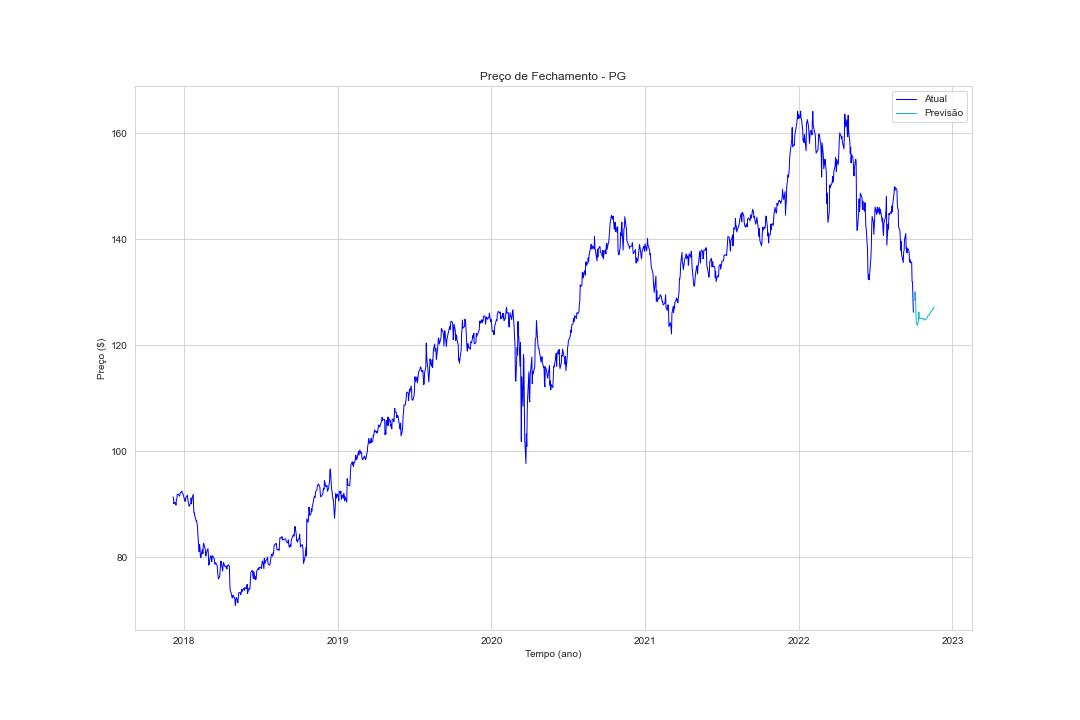 Preço de Fechamento - PG
Atual
Previsão
160
140
120
100
80
Preço ($)
2018
2019
2020
2021
2022
2023
Tempo (ano)